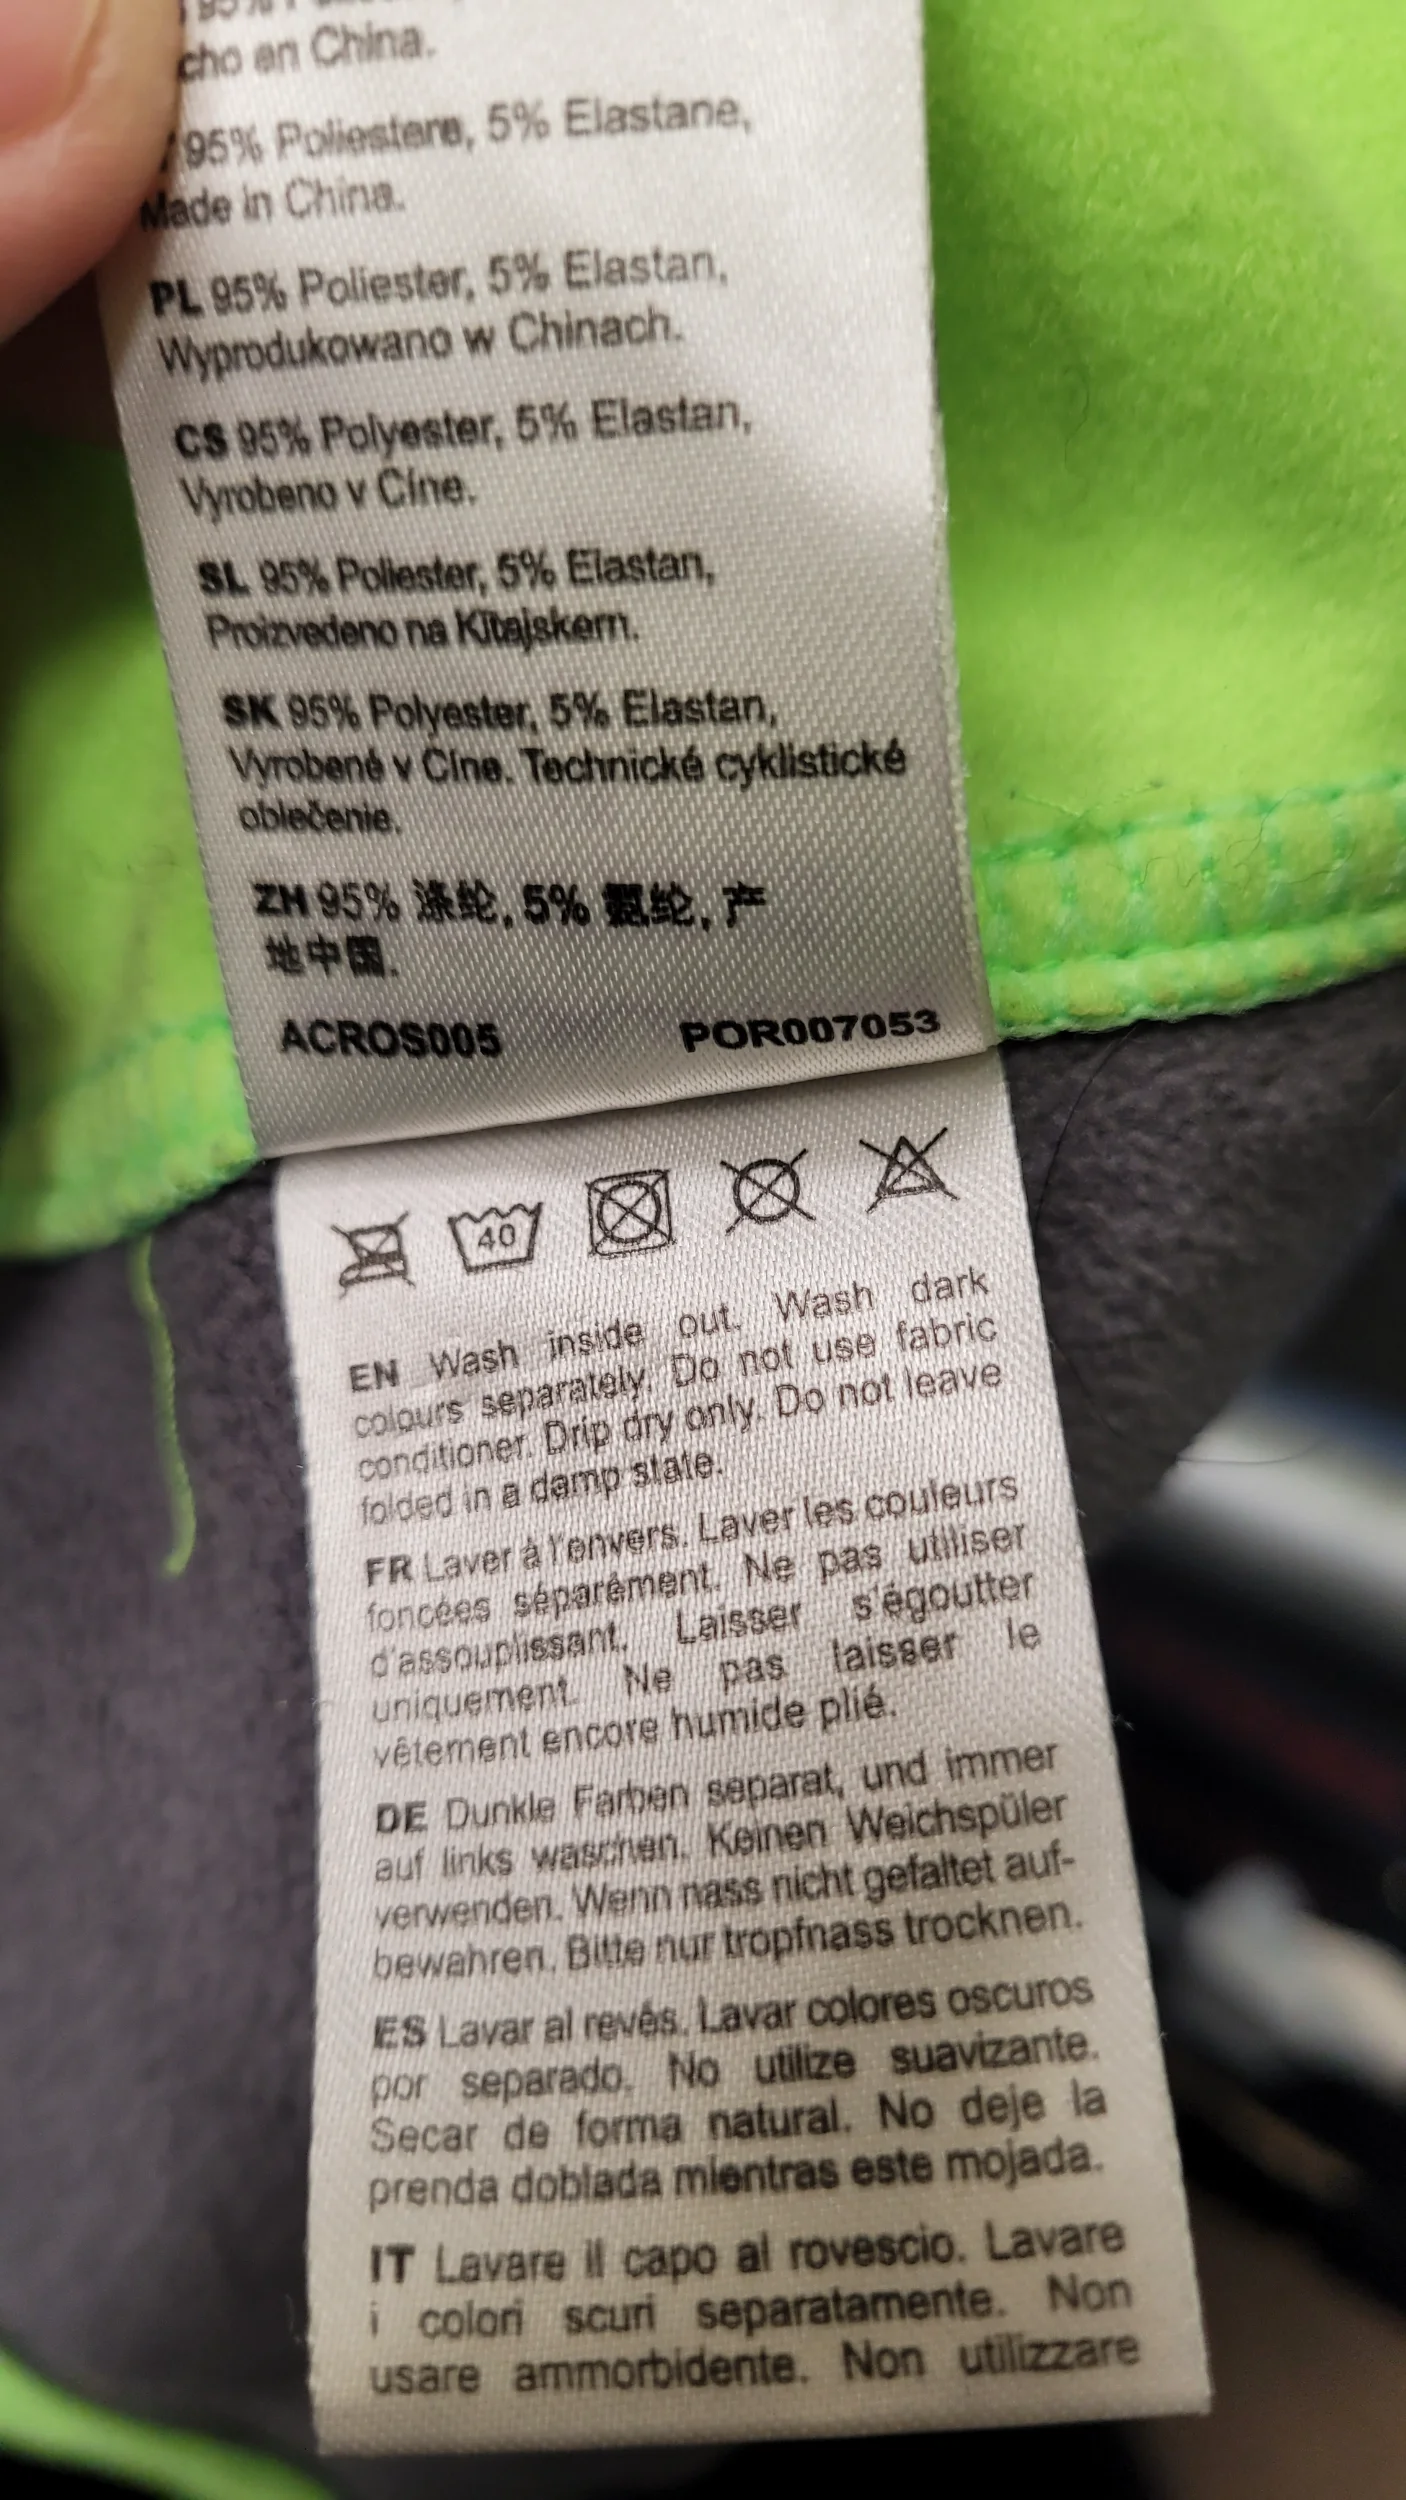 95%
cho en China.
95% Poliestere, 5% Elastane,
Made in China.
PL 95% Poliester, 5% Elastan,
Wyprodukowano w Chinach.
CS 95% Polyester, 5% Elastan,
Vyrobeno v Cíne.
SL 95% Poliester, 5% Elastan,
Proizvedeno na Kitajskem.
SK 95% Polyester, 5% Elastan,
Vyrobené v Cíne. Technické cyklistické
oblečenie.
ZH 95% 涤纶, 5% 氨纶, 产
地中国.
ACROS005 POR007053
40
EN Wash inside out. Wash dark
colours separately. Do not use fabric
conditioner. Drip dry only. Do not leave
folded in a damp state.
FR Laver à l'envers. Laver les couleurs
foncées séparément. Ne pas utiliser
d'assouplissant. Laisser s'égoutter
uniquement. Ne pas laisser le
vêtement encore humide plié.
DE Dunkle Farben separat, und immer
auf links waschen. Keinen Weichspüler
verwenden. Wenn nass nicht gefaltet auf-
bewahren. Bitte nur tropfnass trocknen.
ES Lavar al revés. Lavar colores oscuros
por separado. No utilize suavizante.
Secar de forma natural. No deje la
prenda doblada mientras este mojada.
IT Lavare il capo al rovescio. Lavare
i colori scuri separatamente. Non
usare ammorbidente. Non utilizzare